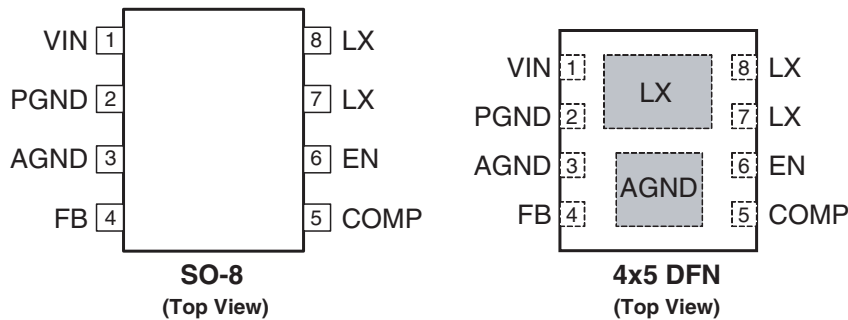 VIN 1 8 LX
PGND 2 7 LX
AGND 3 6 EN
FB 4 5 COMP
SO-8
(Top View)
VIN 1 LX 8 LX
PGND 2 7 LX
AGND 3 AGND 6 EN
FB 4 5 COMP
4x5 DFN
(Top View)